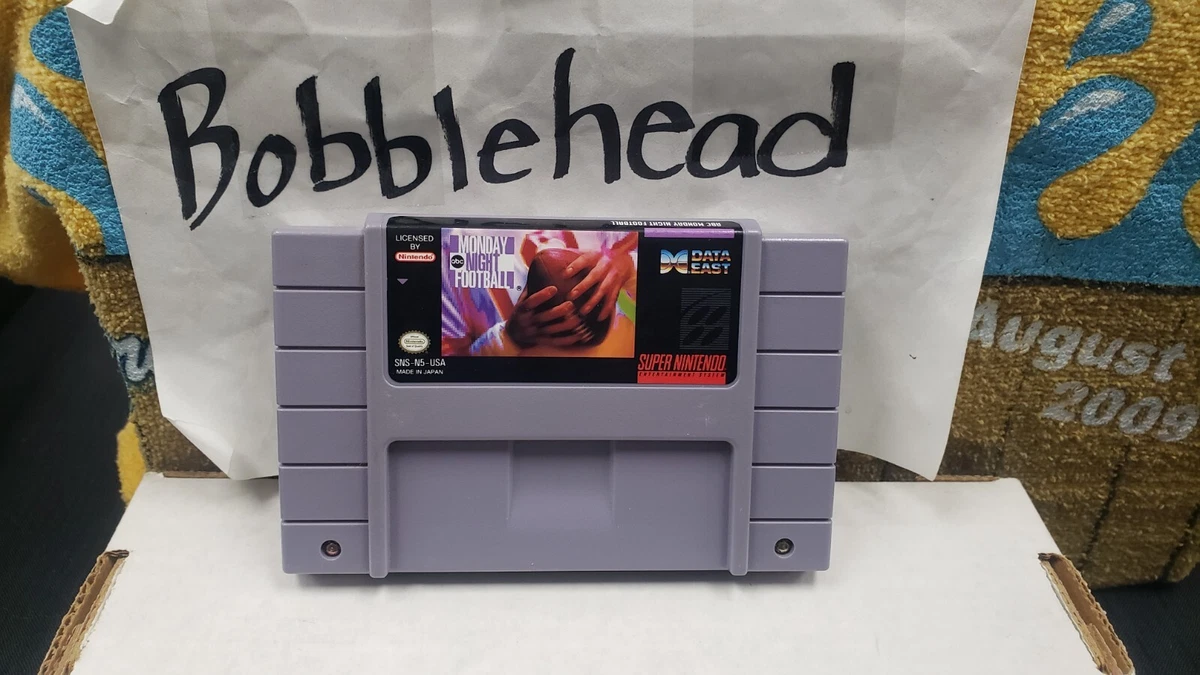 Bobblehead
ABC MONDAY NIGHT FOOTBALL
LICENSED
BY
Nintendo
MONDAY
abc NIGHT
FOOTBALL
DATA
EAST
SNS-N5-USA
MADE IN JAPAN
SUPER NINTENDO
ENTERTAINMENT SYSTEM
August
2009